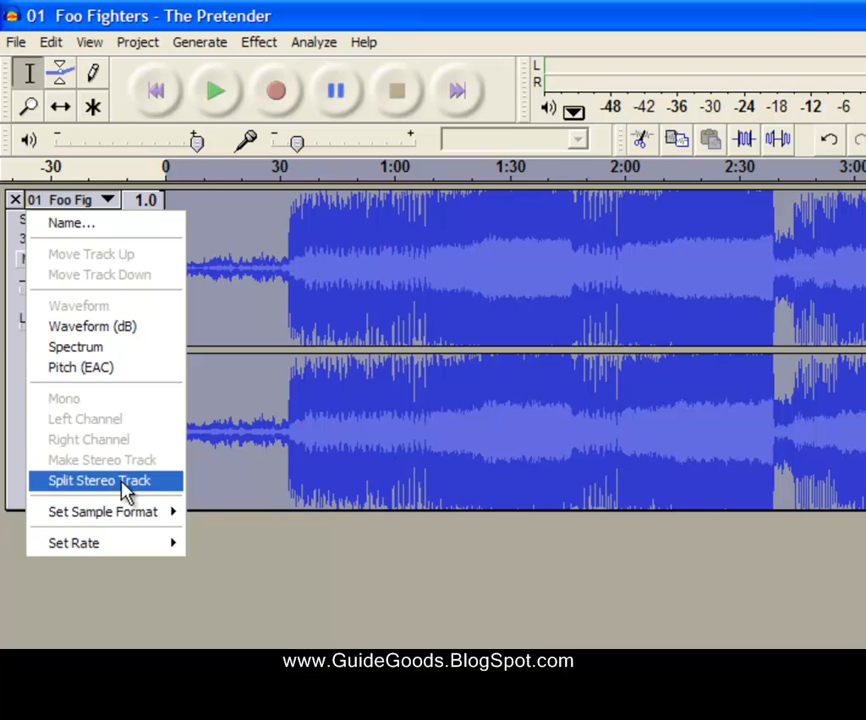 01 Foo Fighters - The Pretender
File Edit View Project Generate Effect Analyze Help
L
R
-48 -42 -36 -30 -24 -18 -12 -6
- + - +
-30 0 30 1:00 1:30 2:00 2:30 3:00
01 Foo Fig 1.0
Name...
Move Track Up
Move Track Down
Waveform
Waveform (dB)
Spectrum
Pitch (EAC)
Mono
Left Channel
Right Channel
Make Stereo Track
Split Stereo Track
Set Sample Format
Set Rate
www.GuideGoods.BlogSpot.com